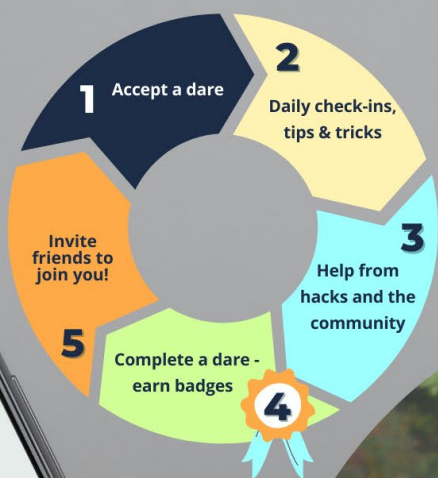 1
Accept a dare
2
Daily check-ins,
tips & tricks
3
Help from
hacks and the
community
4
Complete a dare -
earn badges
5
Invite
friends to
join you!